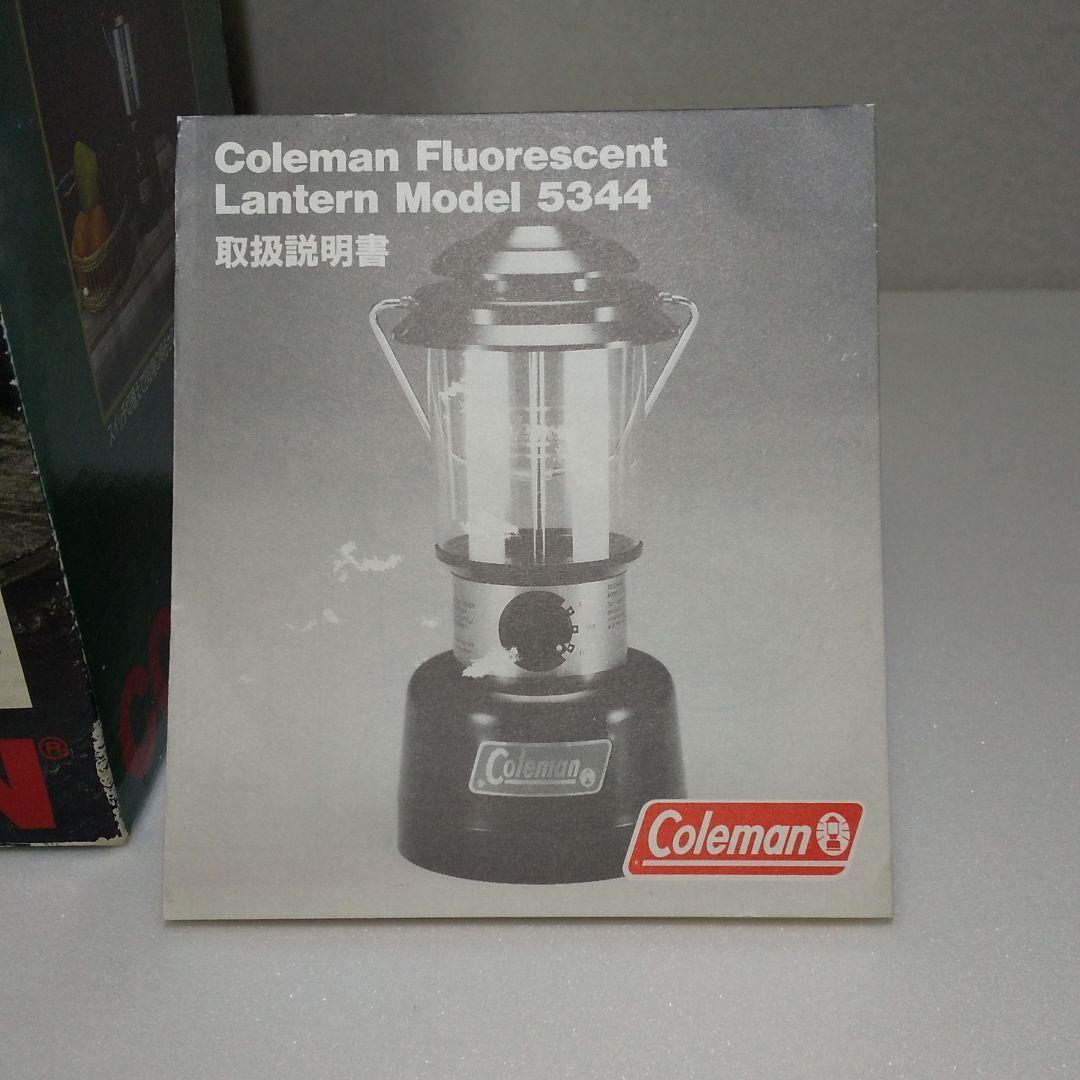 Coleman Fluorescent
Lantern Model 5344
取扱説明書
Coleman
Coleman